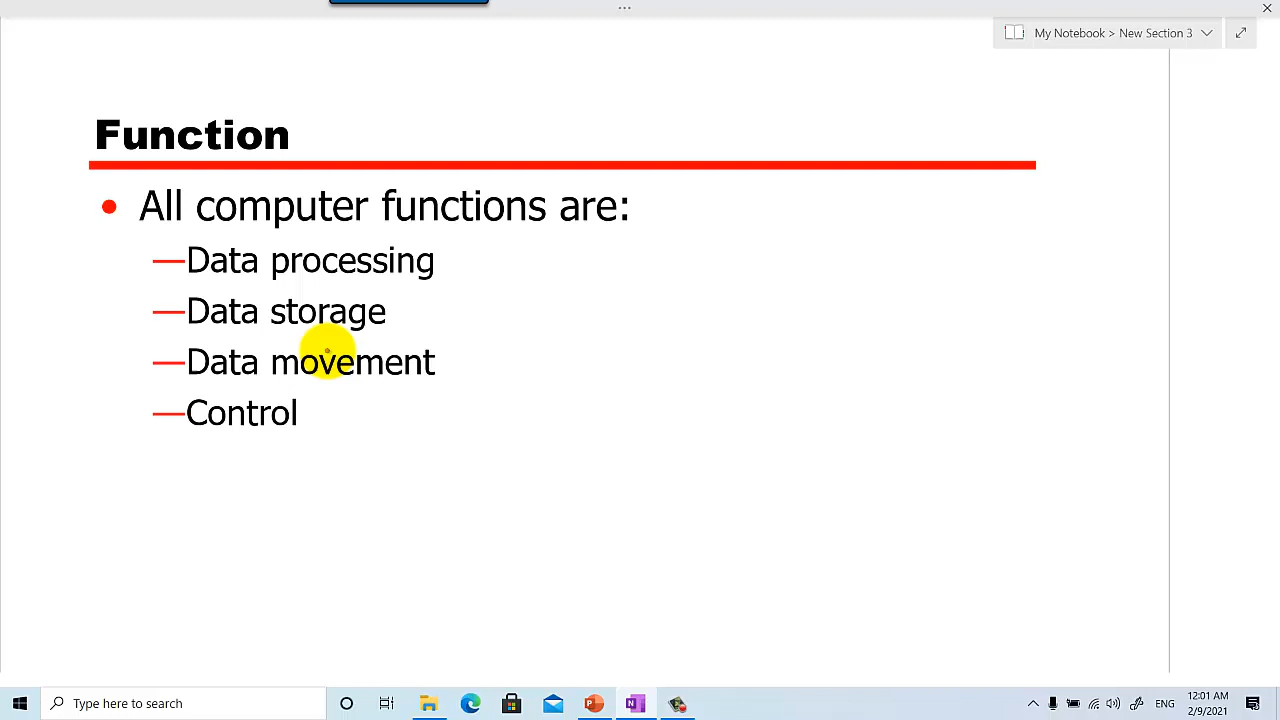 My Notebook > New Section 3
Function
• All computer functions are:
—Data processing
—Data storage
—Data movement
—Control
Type here to search
ENG
12:01 AM
2/9/2021